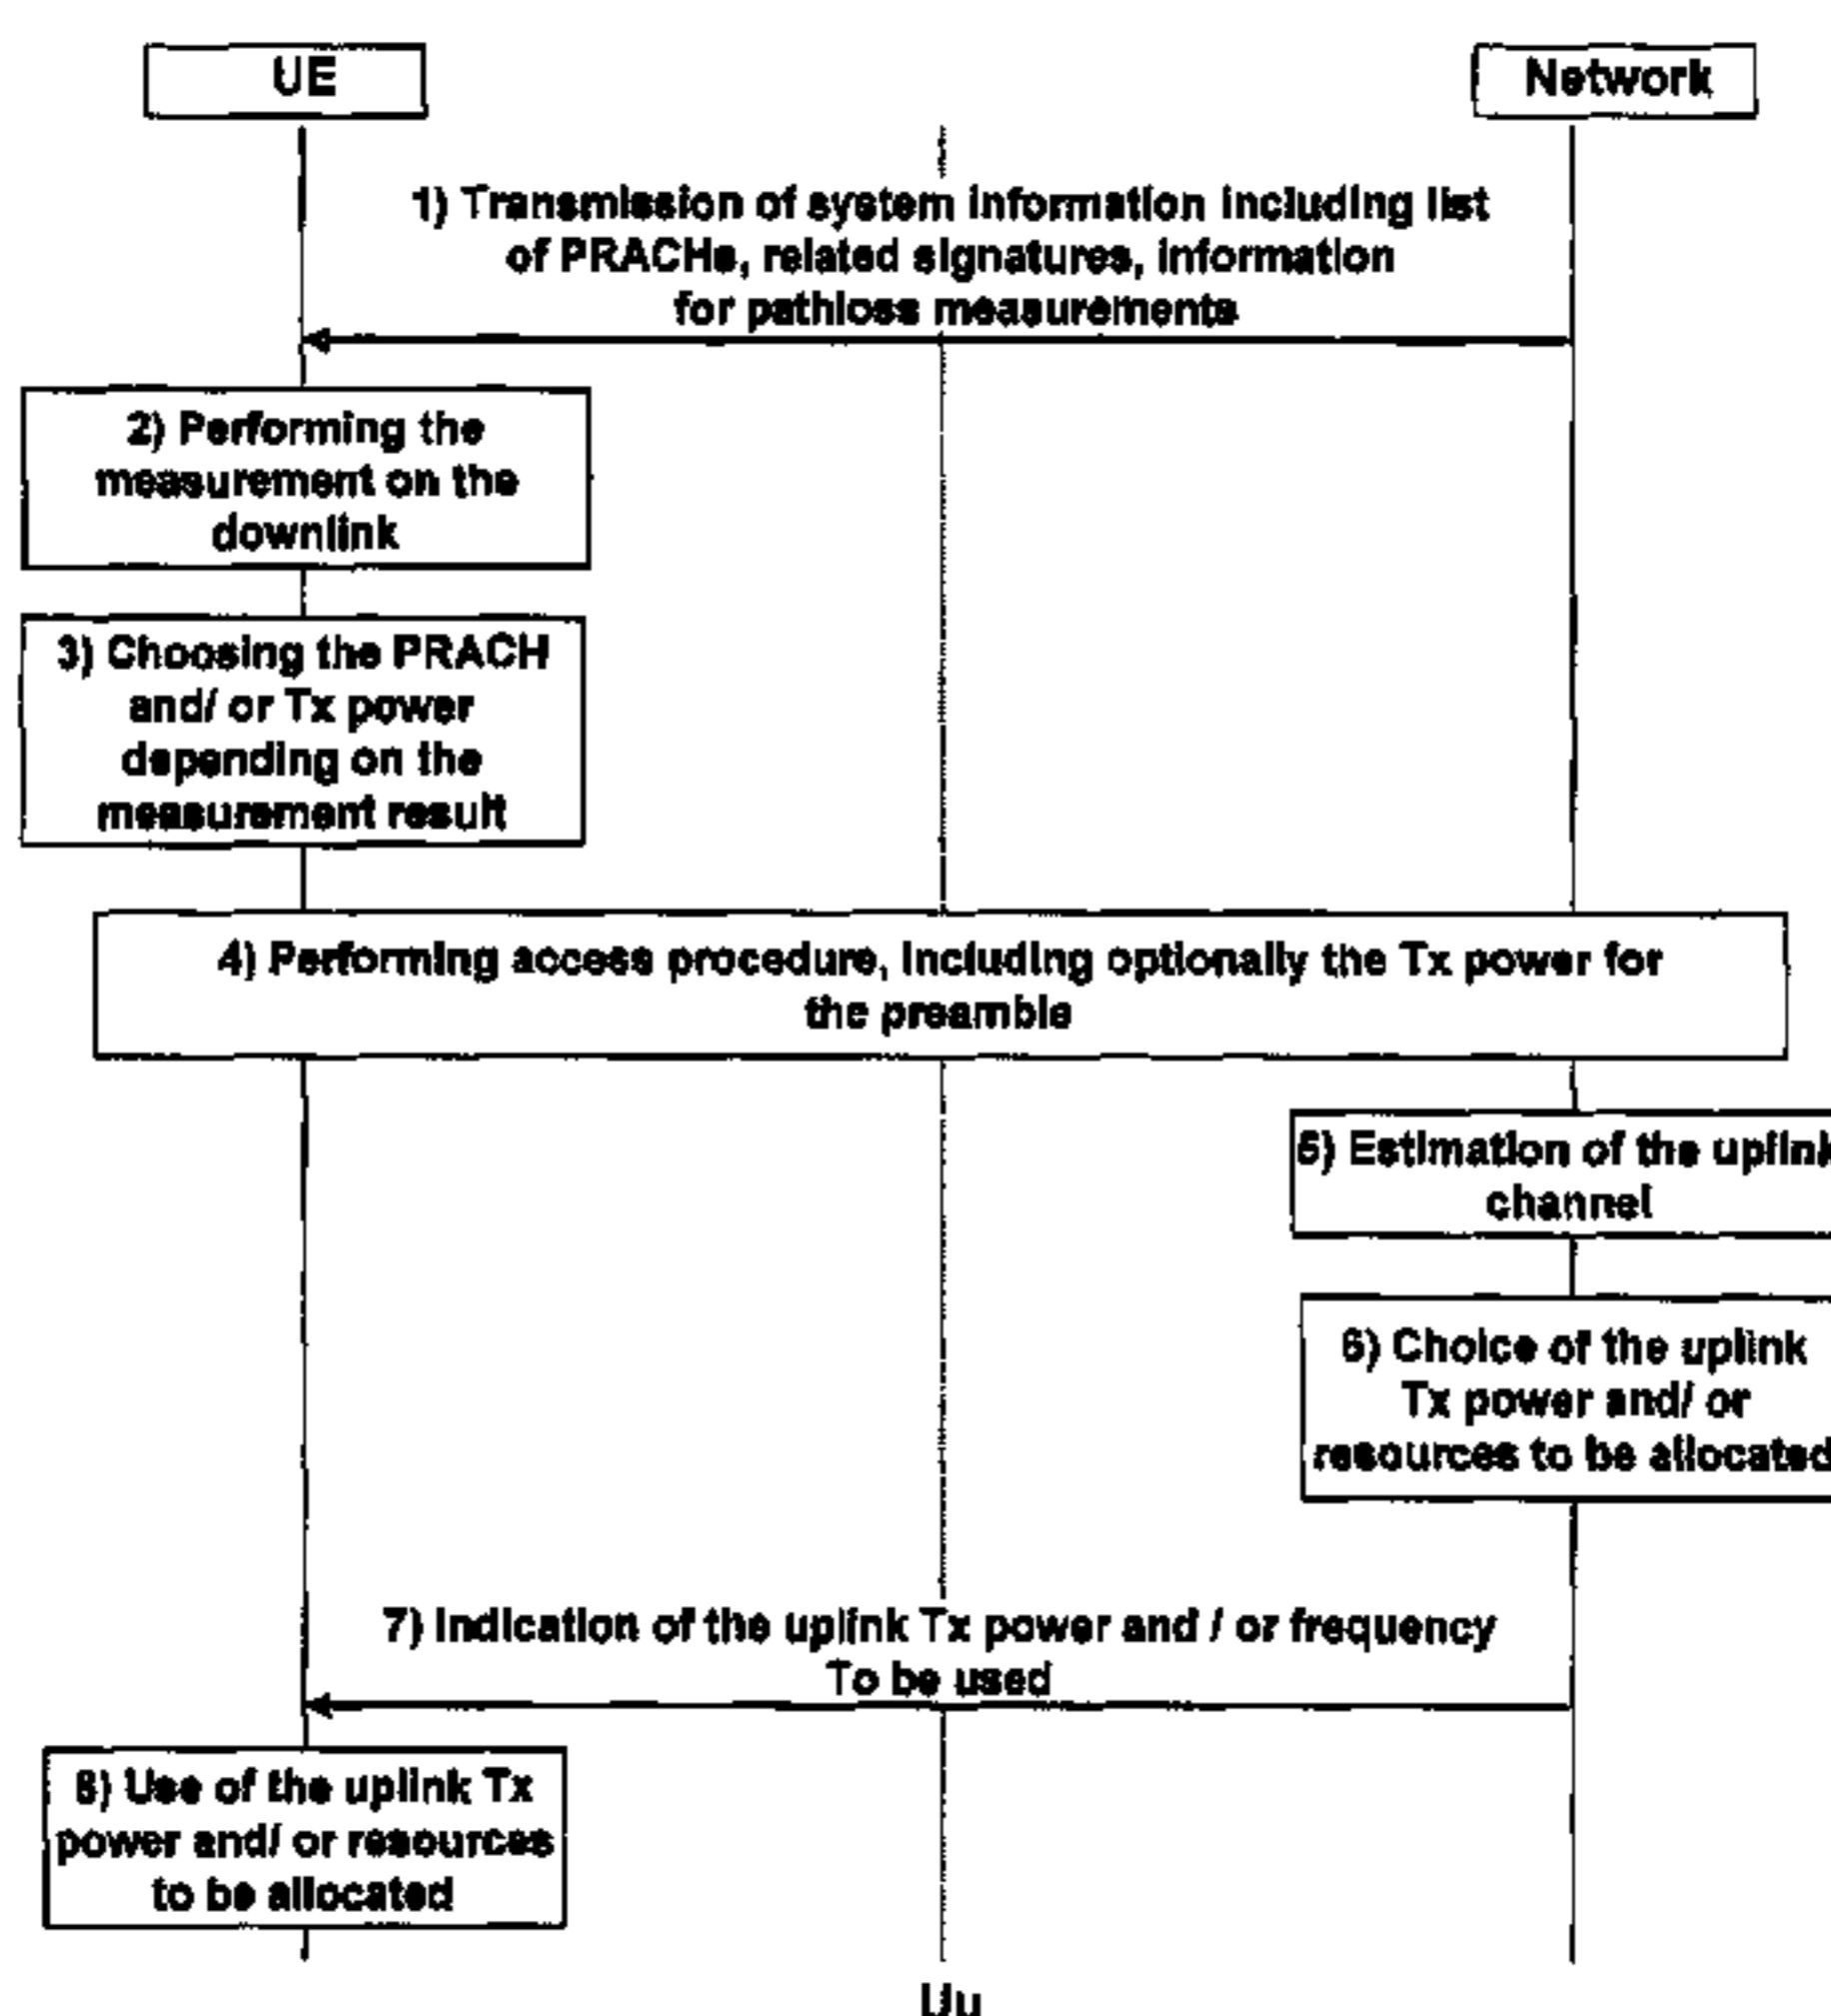 UE
Network
1) Transmission of system information including list
of PRACHs, related signatures, information
for pathloss measurements
2) Performing the
measurement on the
downlink
3) Choosing the PRACH
and/ or Tx power
depending on the
measurement result
4) Performing access procedure, including optionally the Tx power for
the preamble
5) Estimation of the uplink
channel
6) Choice of the uplink
Tx power and/ or
resources to be allocated
7) Indication of the uplink Tx power and / or frequency
To be used
8) Use of the uplink Tx
power and/ or resources
to be allocated
Uu